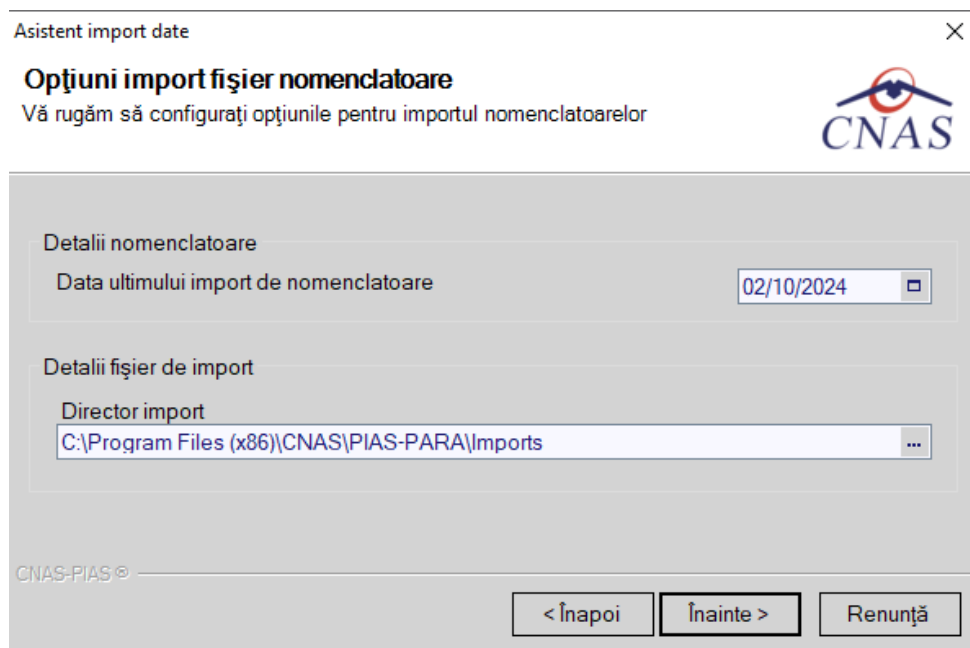 Asistent import date
Opţiuni import fişier nomenclatoare
Vă rugăm să configuraţi opţiunile pentru importul nomenclatoarelor
CNAS
Detalii nomenclatoare
Data ultimului import de nomenclatoare 02/10/2024
Detalii fişier de import
Director import
C:\Program Files (x86)\CNAS\PIAS-PARA\Imports ...
CNAS-PIAS ®
< Înapoi Înainte > Renunţă